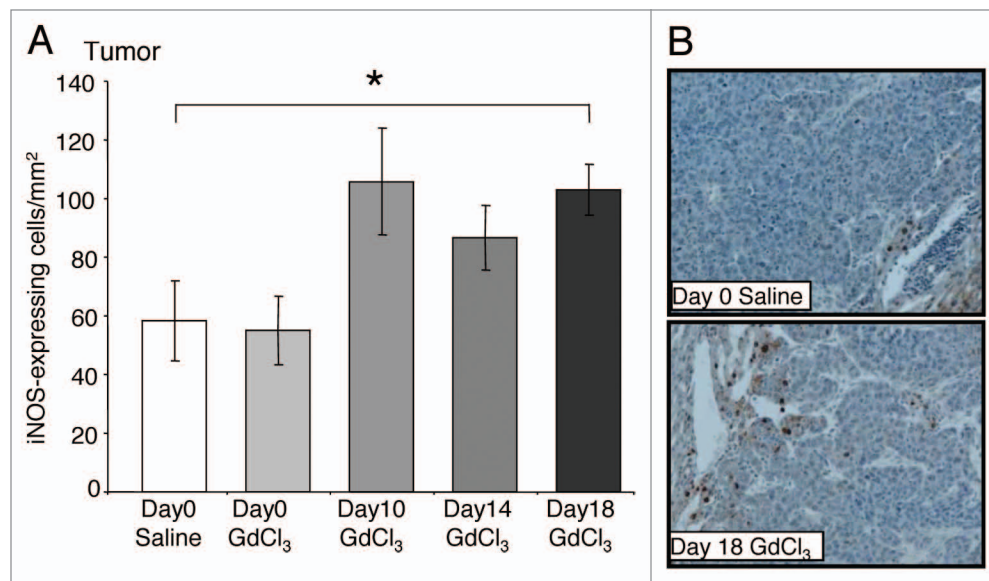 A
Tumor
*
iNOS-expressing cells/mm²
140
120
100
80
60
40
20
0
Day0 Saline
Day0 GdCl₃
Day10 GdCl₃
Day14 GdCl₃
Day18 GdCl₃
B
Day 0 Saline
Day 18 GdCl₃